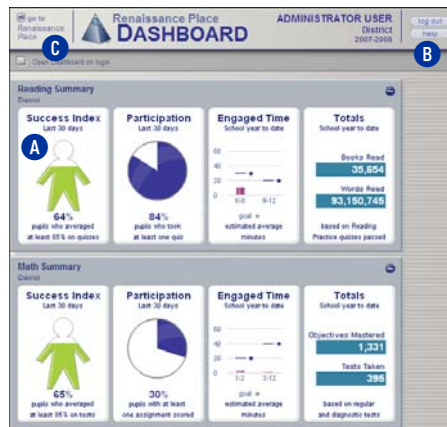 go to
Renaissance
Place
C
Renaissance Place
DASHBOARD
ADMINISTRATOR USER
District
2007-2008
log out
help
B
Open Dashboard on login
Reading Summary
District
Success Index
Last 30 days
A
64%
pupils who averaged
at least 85% on quizzes
Participation
Last 30 days
84%
pupils who took
at least one quiz
Engaged Time
School year to date
60
40
20
0
K-8 9-12
goal =
estimated average
minutes
Totals
School year to date
Books Read
35,654
Words Read
93,150,745
based on Reading
Practice quizzes passed
Math Summary
District
Success Index
Last 30 days
65%
pupils who averaged
at least 85% on tests
Participation
Last 30 days
30%
pupils with at least
one assignment scored
Engaged Time
School year to date
60
40
20
0
1-2 3-12
goal =
estimated average
minutes
Totals
School year to date
Objectives Mastered
1,331
Tests Taken
395
based on regular
and diagnostic tests